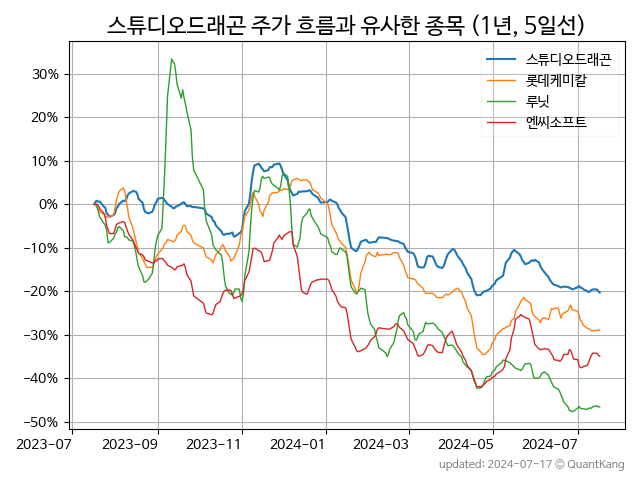 스튜디오드래곤 주가 흐름과 유사한 종목 (1년, 5일선)
스튜디오드래곤
롯데케미칼
루닛
엔씨소프트
30%
20%
10%
0%
−10%
−20%
−30%
−40%
−50%
2023-07 2023-09 2023-11 2024-01 2024-03 2024-05 2024-07
updated: 2024-07-17 © QuantKang